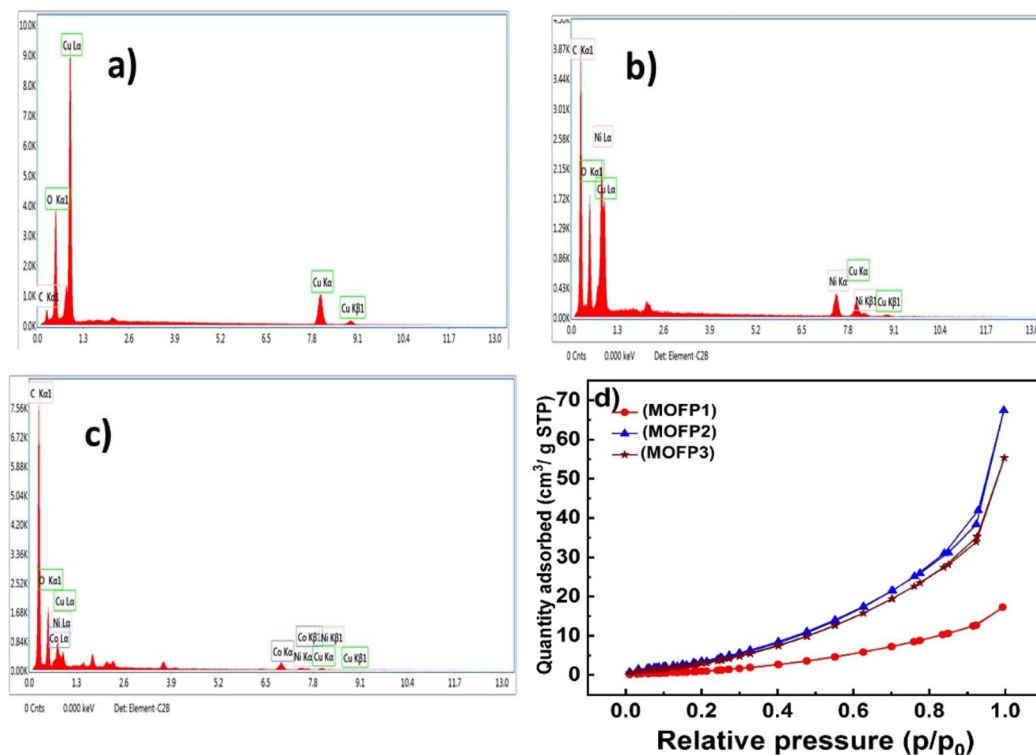 a)
10.0K
9.0K
8.0K
7.0K
6.0K
5.0K
4.0K
3.0K
2.0K
1.0K
0.0K
Cu Lα
O Kα1
C Kα1
Cu Kα
Cu Kβ1
0.0 1.3 2.6 3.9 5.2 6.5 7.8 9.1 10.4 11.7 13.0
b)
3.87K
3.44K
3.01K
2.58K
2.15K
1.72K
1.29K
0.86K
0.43K
0.00K
C Kα1
Ni Lα
O Kα1
Cu Lα
Cu Kα
Ni Kα
Ni Kβ1
Cu Kβ1
0.0 1.3 2.6 3.9 5.2 6.5 7.8 9.1 10.4 11.7 13.0
0 Cnts 0.000 keV Det: Element-C2B
c)
7.56K
6.72K
5.88K
5.04K
4.20K
3.36K
2.52K
1.68K
0.84K
0.00K
C Kα1
O Kα1
Cu Lα
Ni Lα
Co Lα
Co Kβ1
Ni Kβ1
Co Kα
Ni Kα
Cu Kα
Cu Kβ1
0.0 1.3 2.6 3.9 5.2 6.5 7.8 9.1 10.4 11.7 13.0
0 Cnts 0.000 keV Det: Element-C2B
d)
(MOFP1)
(MOFP2)
(MOFP3)
Quantity adsorbed (cm³/ g STP)
70
60
50
40
30
20
10
0
0.0 0.2 0.4 0.6 0.8 1.0
Relative pressure (p/p₀)